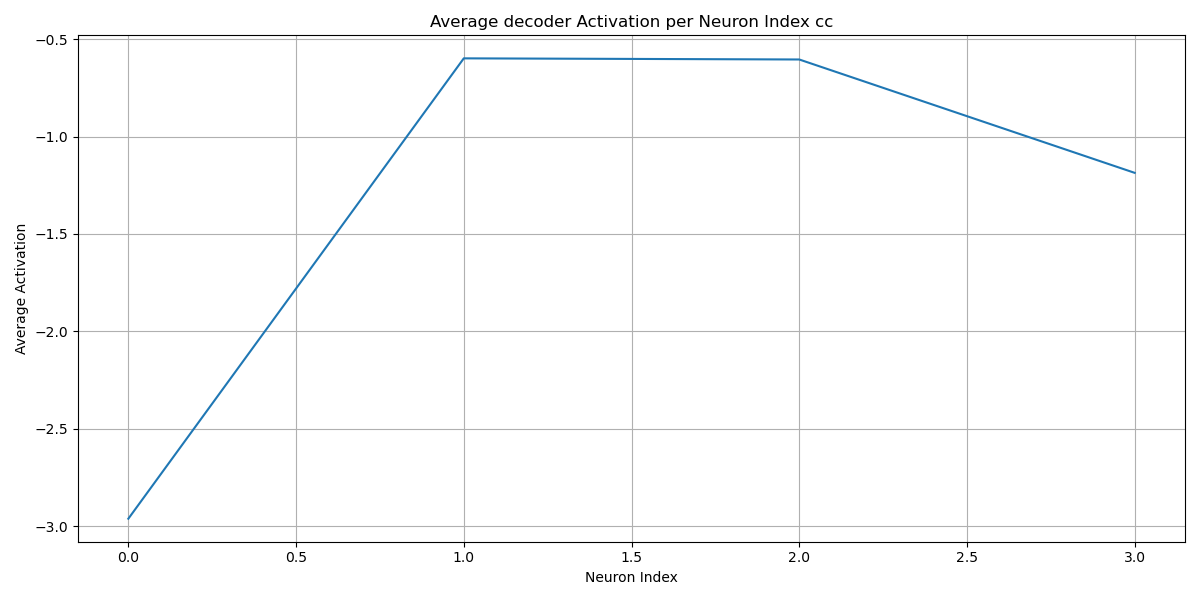 Average decoder Activation per Neuron Index cc
−0.5
−1.0
−1.5
−2.0
−2.5
−3.0
Average Activation
0.0 0.5 1.0 1.5 2.0 2.5 3.0
Neuron Index